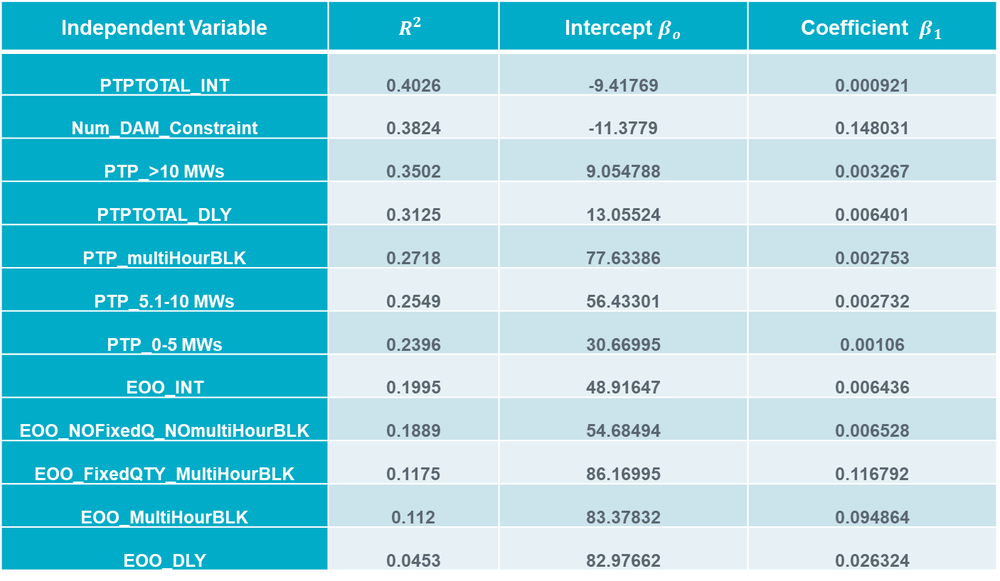 Independent Variable R² Intercept βₒ Coefficient β₁
PTPTOTAL_INT 0.4026 -9.41769 0.000921
Num_DAM_Constraint 0.3824 -11.3779 0.148031
PTP_>10 MWs 0.3502 9.054788 0.003267
PTPTOTAL_DLY 0.3125 13.05524 0.006401
PTP_multiHourBLK 0.2718 77.63386 0.002753
PTP_5.1-10 MWs 0.2549 56.43301 0.002732
PTP_0-5 MWs 0.2396 30.66995 0.00106
EOO_INT 0.1995 48.91647 0.006436
EOO_NOFixedQ_NOmultiHourBLK 0.1889 54.68494 0.006528
EOO_FixedQTY_MultiHourBLK 0.1175 86.16995 0.116792
EOO_MultiHourBLK 0.112 83.37832 0.094864
EOO_DLY 0.0453 82.97662 0.026324